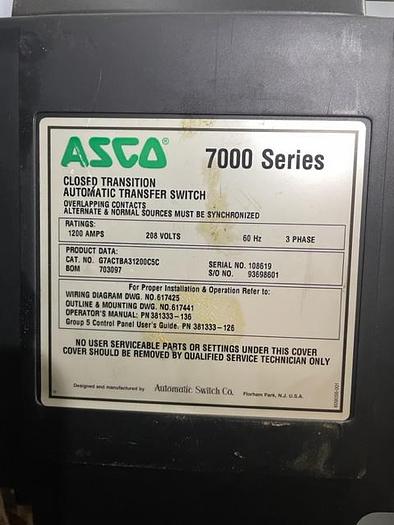 ASCO® 7000 Series
CLOSED TRANSITION
AUTOMATIC TRANSFER SWITCH
OVERLAPPING CONTACTS
ALTERNATE & NORMAL SOURCES MUST BE SYNCHRONIZED
RATINGS:
1200 AMPS 208 VOLTS 60 Hz 3 PHASE
PRODUCT DATA:
CAT. NO. G7ACTBA31200C5C SERIAL NO. 108619
BOM 703097 S/O NO. 93698601
For Proper Installation & Operation Refer to:
WIRING DIAGRAM DWG. NO. 617425
OUTLINE & MOUNTING DWG. NO. 617441
OPERATOR'S MANUAL: PN 381333-136
Group 5 Control Panel User's Guide: PN 381333-126
NO USER SERVICEABLE PARTS OR SETTINGS UNDER THIS COVER
COVER SHOULD BE REMOVED BY QUALIFIED SERVICE TECHNICIAN ONLY
Designed and manufactured by Automatic Switch Co. Florham Park, N.J. U.S.A.